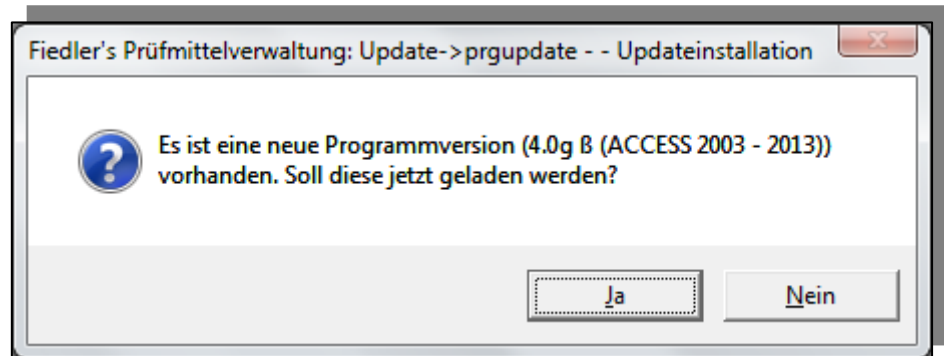 Fiedler's Prüfmittelverwaltung: Update->prgupdate - - Updateinstallation
Es ist eine neue Programmversion (4.0g ß (ACCESS 2003 - 2013))
vorhanden. Soll diese jetzt geladen werden?
Ja
Nein